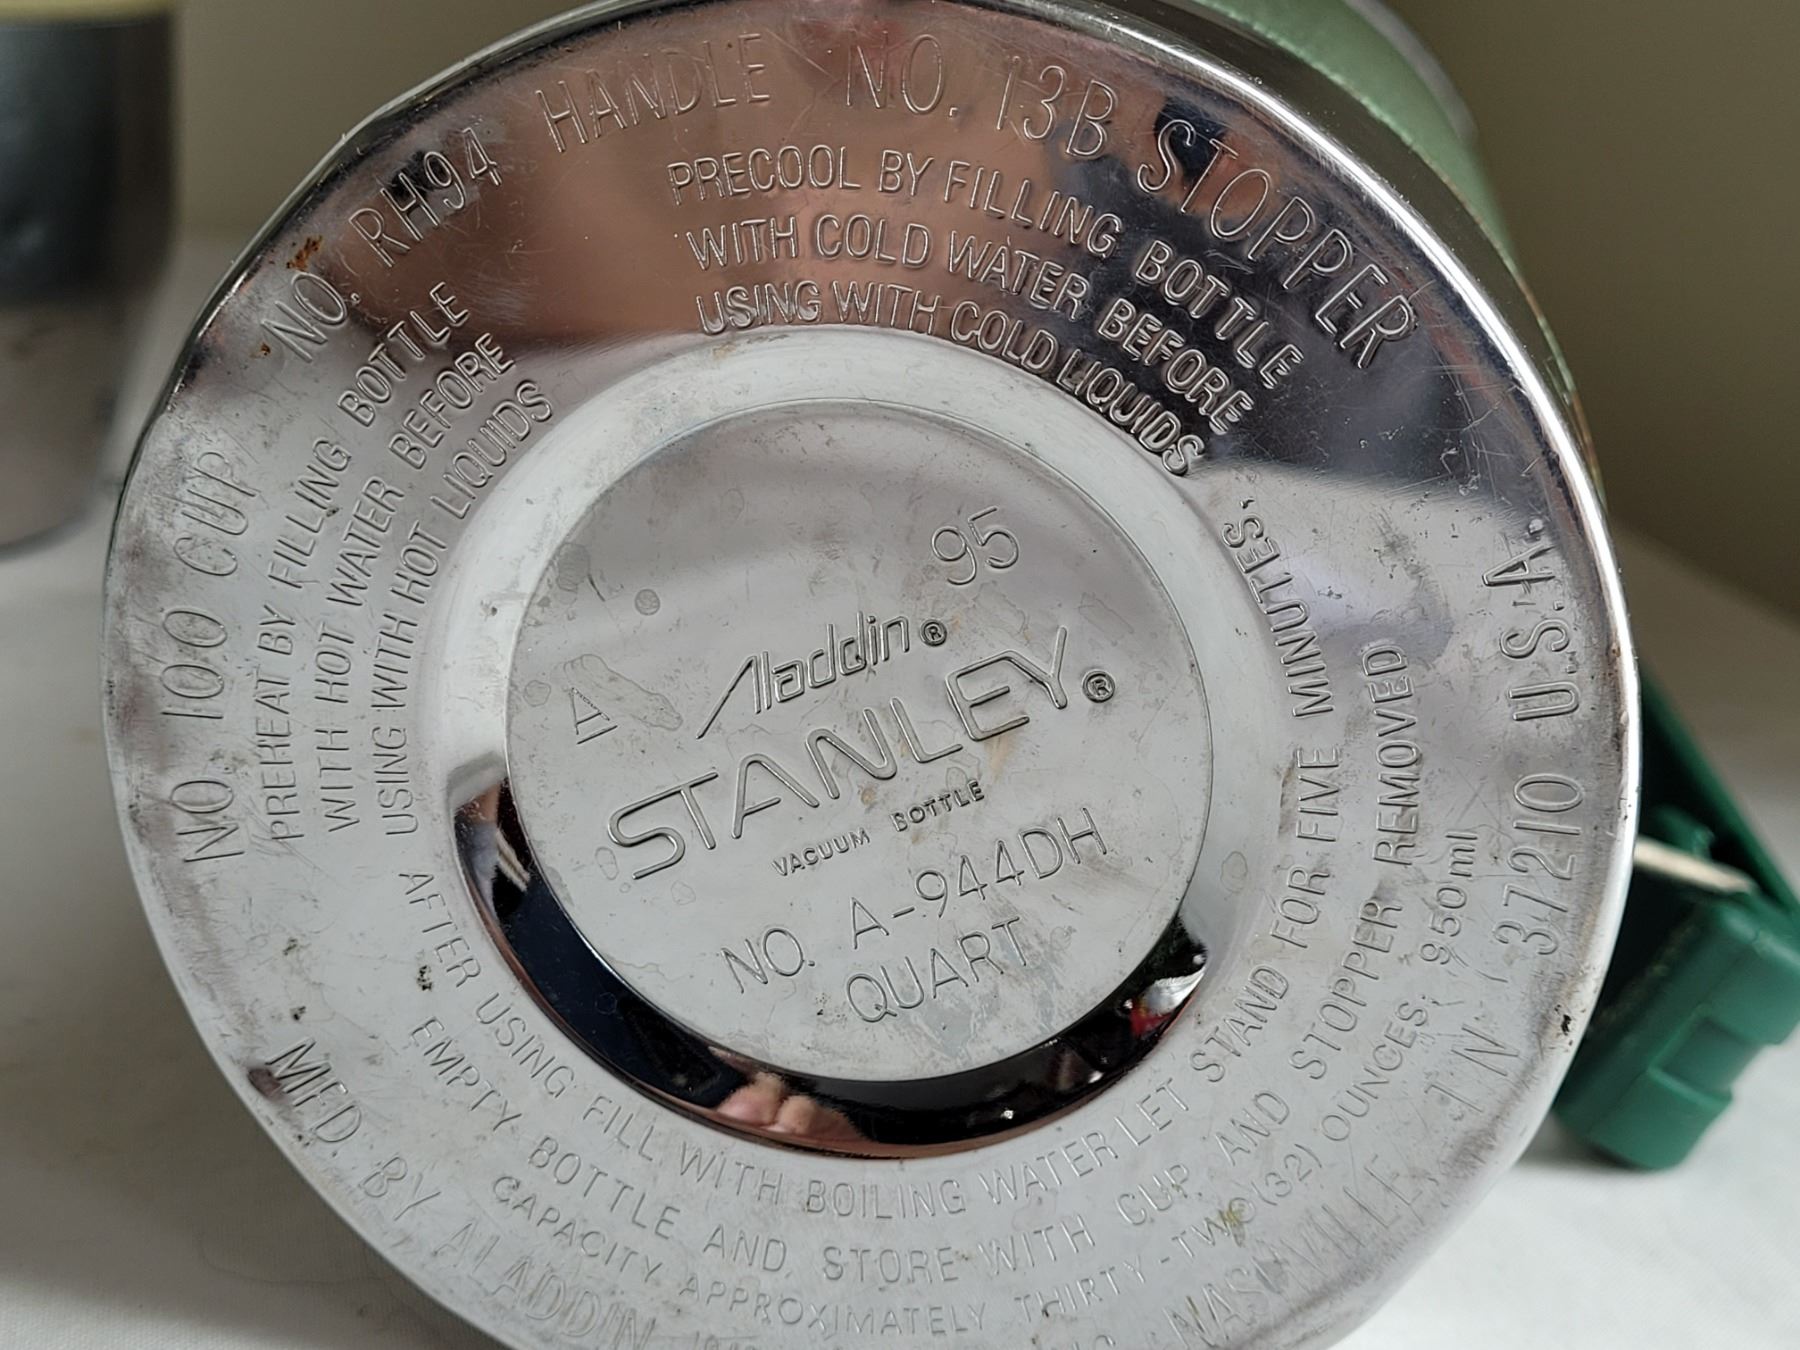 NO. 100 CUP NO. RH94 HANDLE NO. 13B STOPPER
PREHEAT BY FILLING BOTTLE
WITH HOT WATER BEFORE
USING WITH HOT LIQUIDS
PRECOOL BY FILLING BOTTLE
WITH COLD WATER BEFORE
USING WITH COLD LIQUIDS
95
A
Aladdin®
STANLEY®
VACUUM BOTTLE
NO. A-944DH
QUART
AFTER USING FILL WITH BOILING WATER LET STAND FOR FIVE MINUTES.
EMPTY BOTTLE AND STORE WITH CUP AND STOPPER REMOVED
CAPACITY APPROXIMATELY THIRTY-TWO (32) OUNCES, 950ml
MFD. BY ALADDIN NASHVILLE, TN 37210 U.S.A.